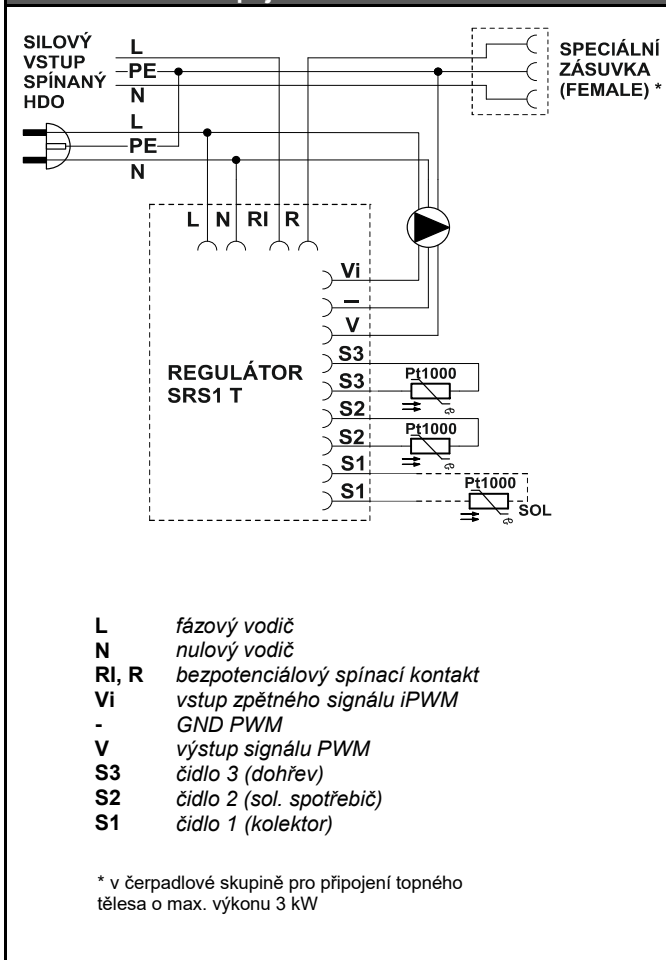 SILOVÝ
VSTUP
SPÍNANÝ
HDO
L
PE
N
L
PE
N
SPECIÁLNÍ
ZÁSUVKA
(FEMALE) *
L N RI R
Vi
–
V
S3
S3
S2
S2
S1
S1
REGULÁTOR
SRS1 T
Pt1000
Pt1000
Pt1000
SOL
L fázový vodič
N nulový vodič
RI, R bezpotenciálový spínací kontakt
Vi vstup zpětného signálu iPWM
- GND PWM
V výstup signálu PWM
S3 čidlo 3 (dohřev)
S2 čidlo 2 (sol. spotřebič)
S1 čidlo 1 (kolektor)
* v čerpadlové skupině pro připojení topného
tělesa o max. výkonu 3 kW